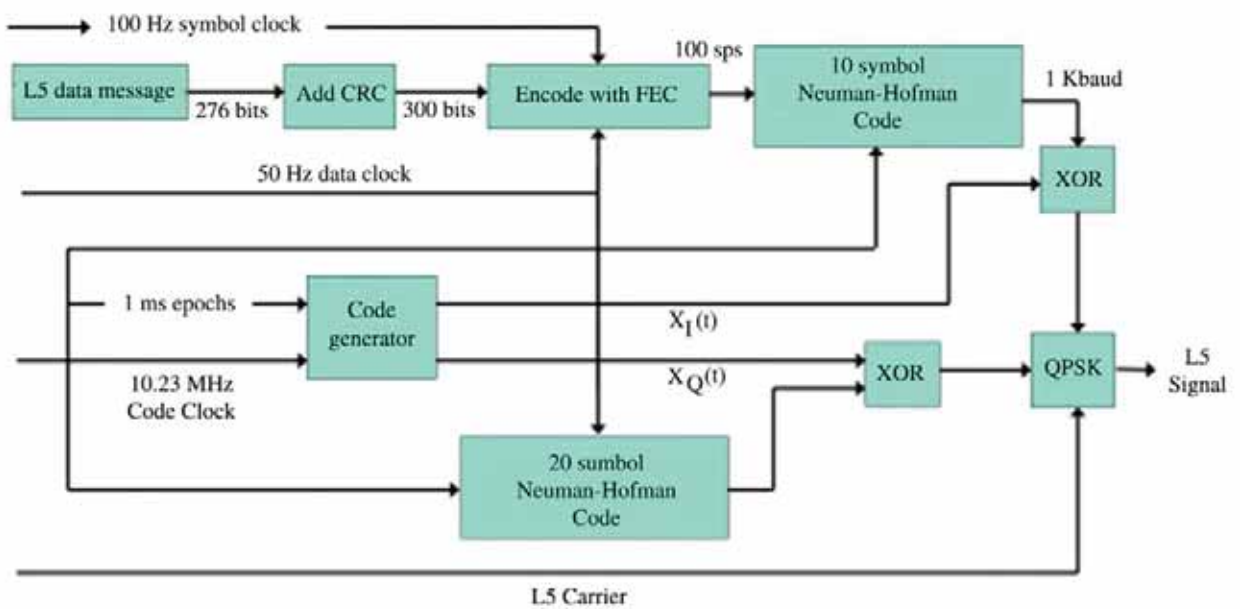 100 Hz symbol clock
L5 data message
276 bits
Add CRC
300 bits
Encode with FEC
100 sps
10 symbol
Neuman-Hofman
Code
1 Kbaud
XOR
50 Hz data clock
1 ms epochs
Code
generator
X_I(t)
10.23 MHz
Code Clock
X_Q(t)
XOR
QPSK
L5
Signal
20 sumbol
Neuman-Hofman
Code
L5 Carrier